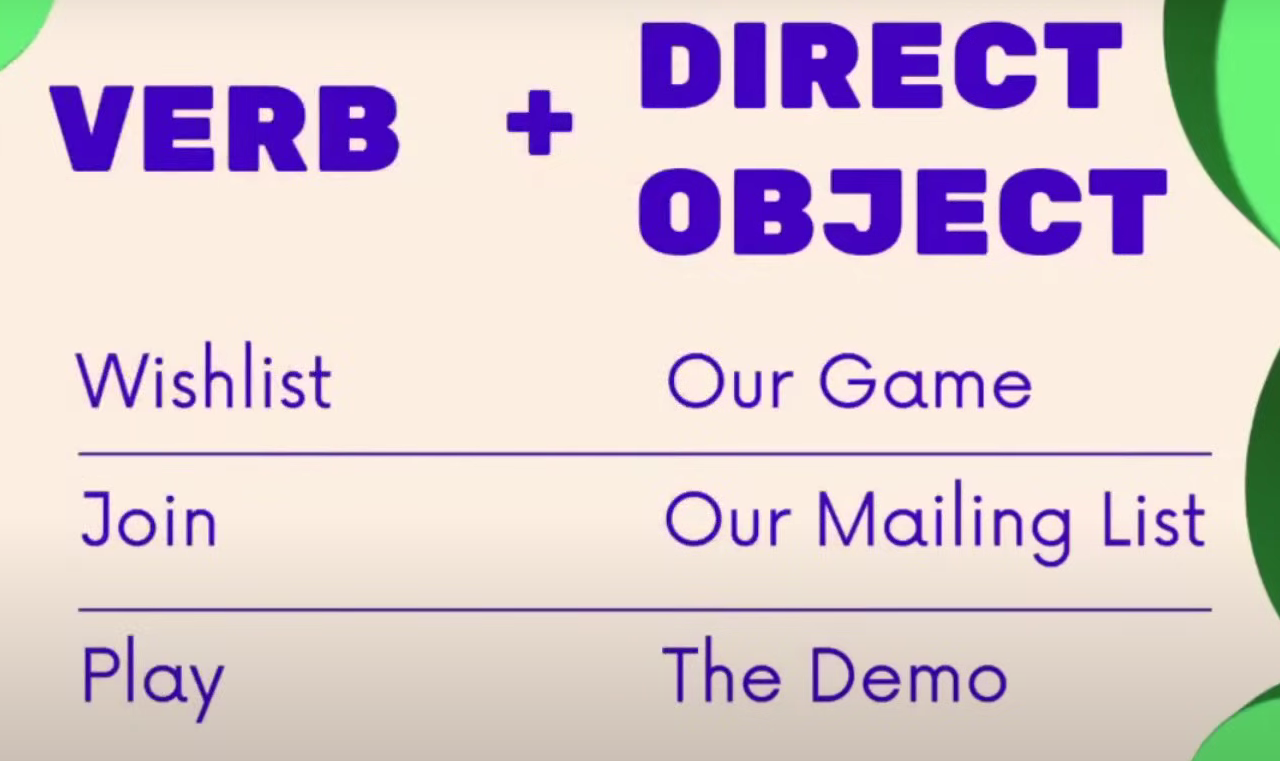 VERB + DIRECT
OBJECT
Wishlist Our Game
Join Our Mailing List
Play The Demo